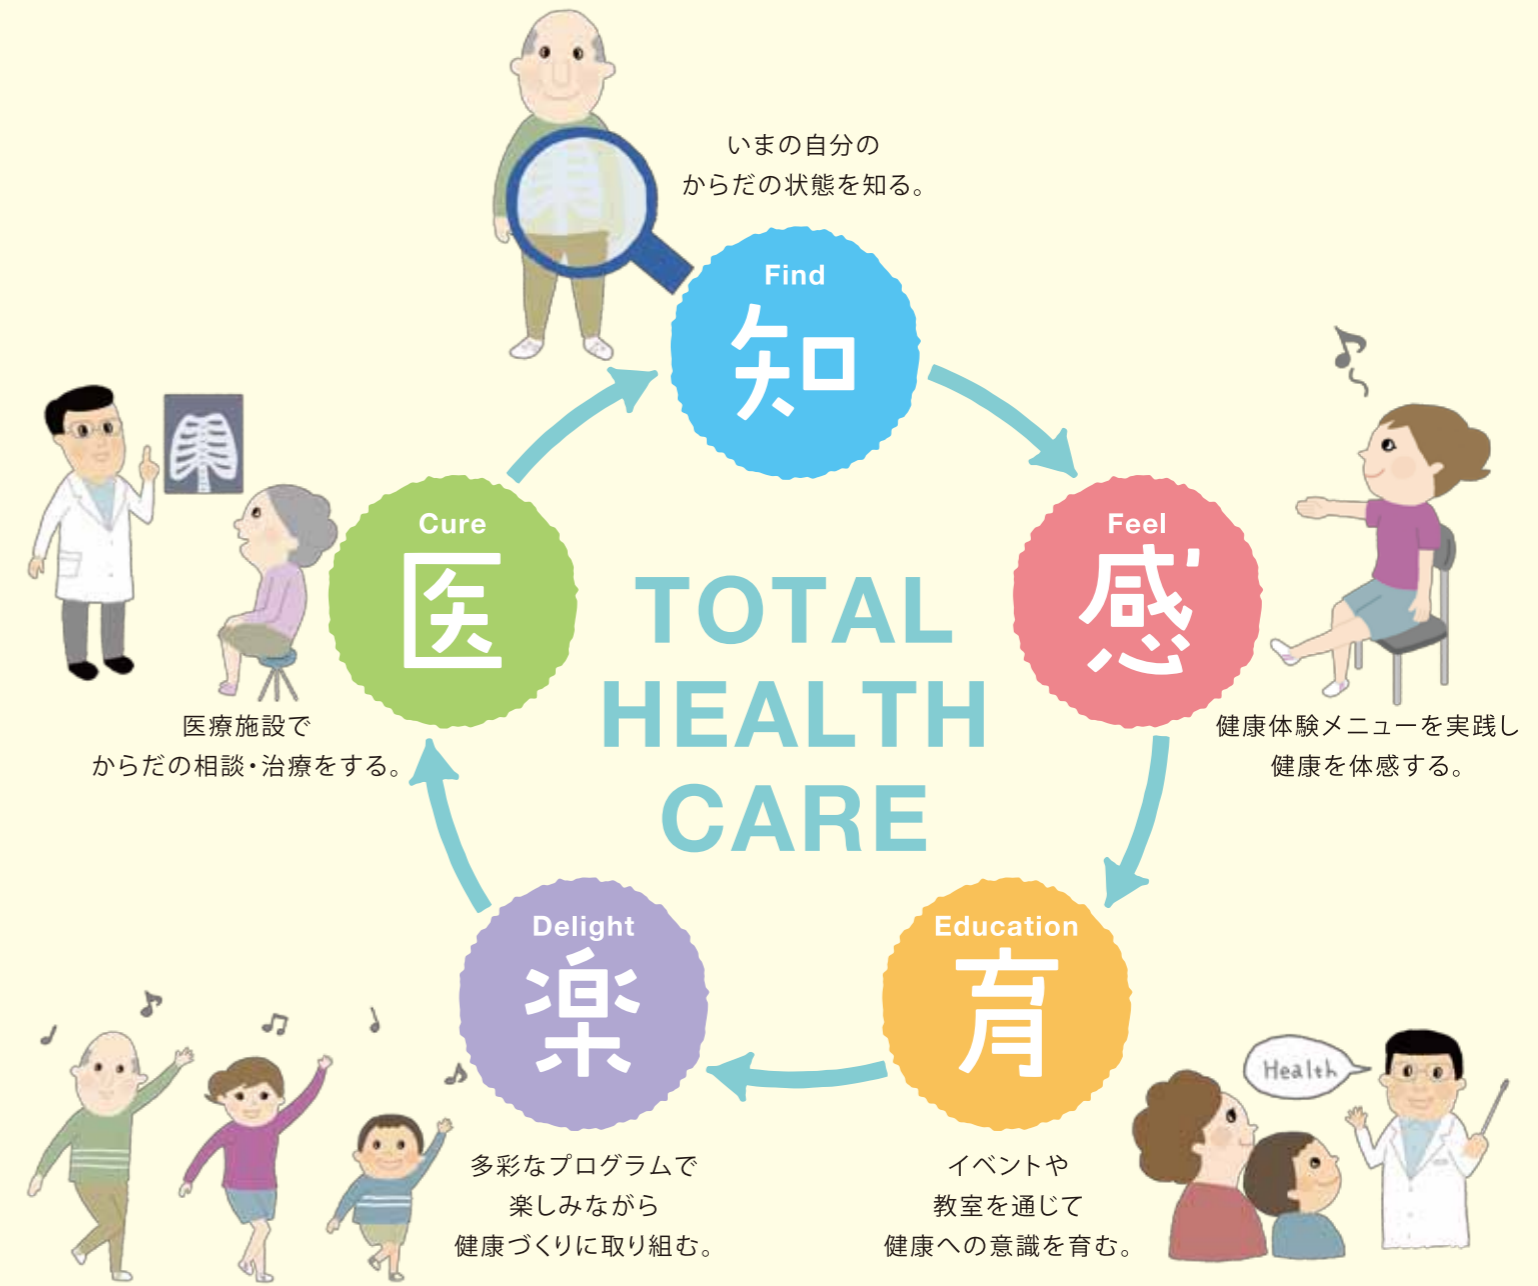 いまの自分の
からだの状態を知る。
Find
知
Feel
感
健康体験メニューを実践し
健康を体感する。
Education
育
イベントや
教室を通じて
健康への意識を育む。
Health
Delight
楽
多彩なプログラムで
楽しみながら
健康づくりに取り組む。
Cure
医
医療施設で
からだの相談・治療をする。
TOTAL
HEALTH
CARE